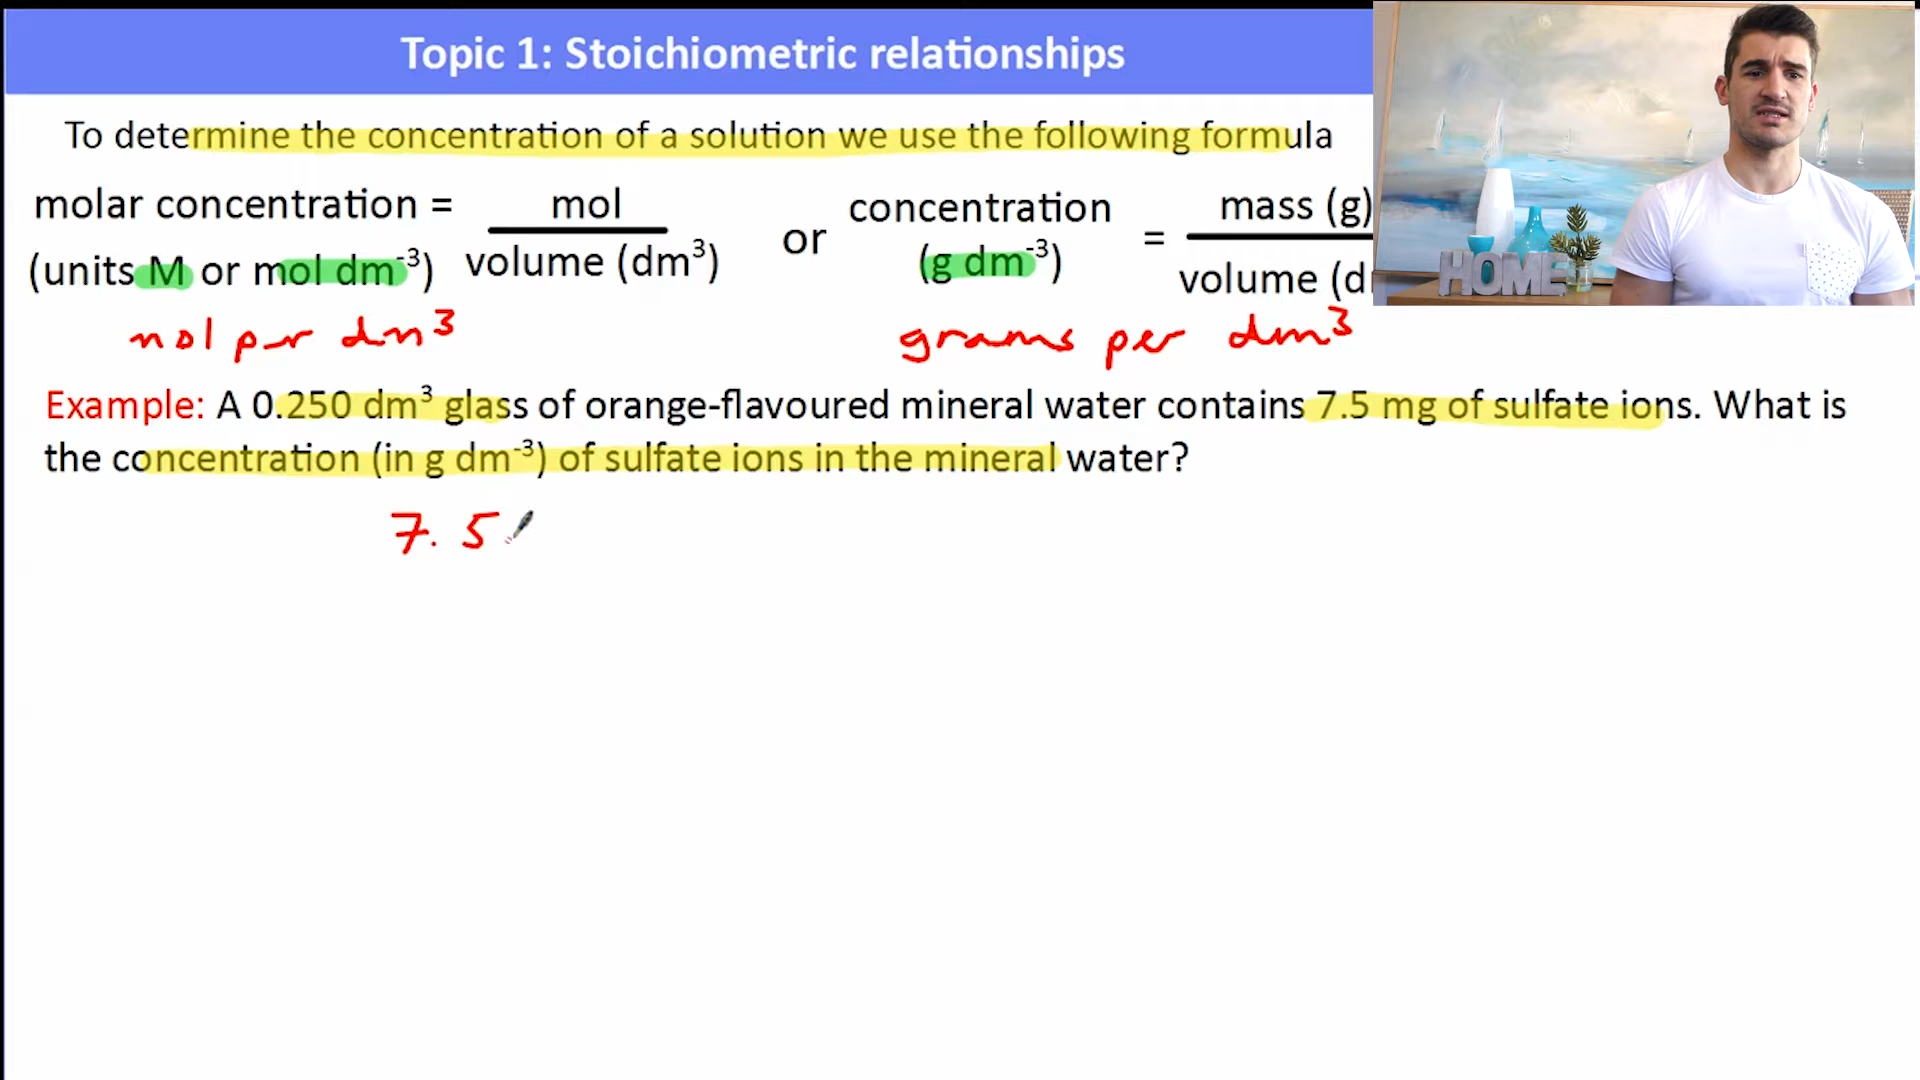 Topic 1: Stoichiometric relationships
To determine the concentration of a solution we use the following formula
molar concentration = mol or concentration = mass (g)
(units M or mol dm⁻³) volume (dm³) (g dm⁻³) volume (d
mol per dm³ grams per dm³
Example: A 0.250 dm³ glass of orange-flavoured mineral water contains 7.5 mg of sulfate ions. What is
the concentration (in g dm⁻³) of sulfate ions in the mineral water?
7.5
HOME